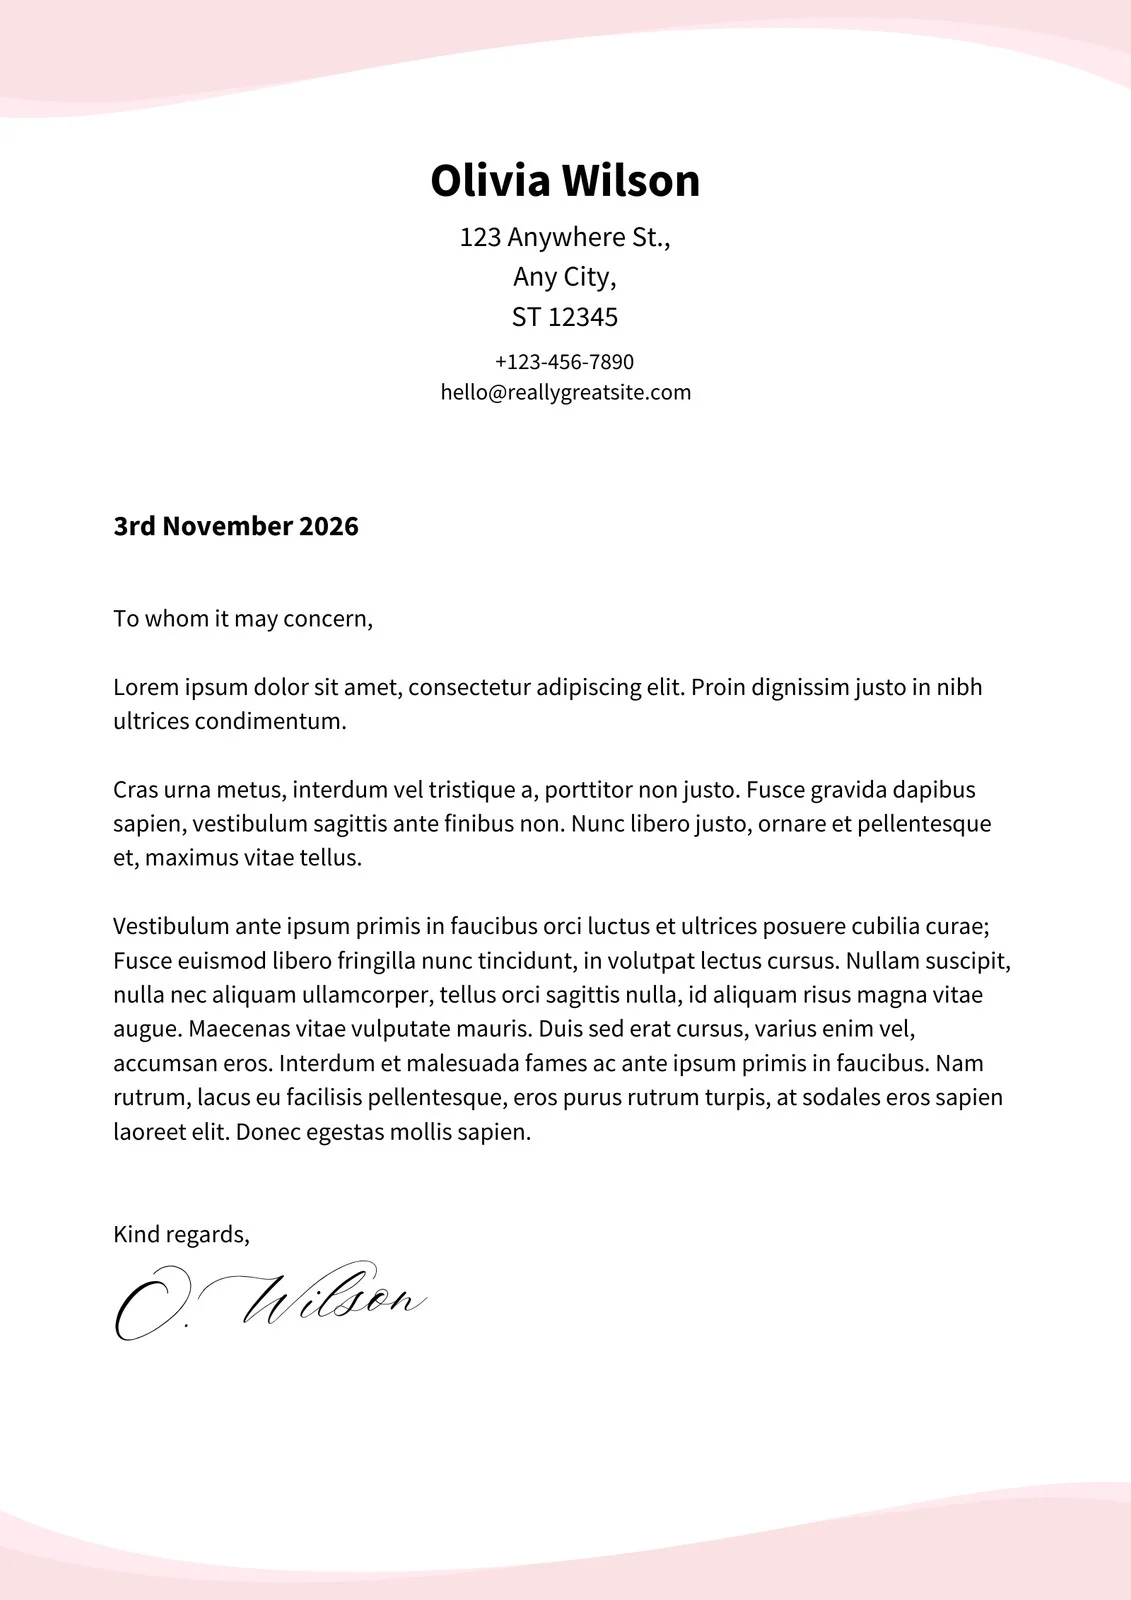 Olivia Wilson
123 Anywhere St.,
Any City,
ST 12345
+123-456-7890
hello@reallygreatsite.com
3rd November 2026
To whom it may concern,
Lorem ipsum dolor sit amet, consectetur adipiscing elit. Proin dignissim justo in nibh
ultrices condimentum.
Cras urna metus, interdum vel tristique a, porttitor non justo. Fusce gravida dapibus
sapien, vestibulum sagittis ante finibus non. Nunc libero justo, ornare et pellentesque
et, maximus vitae tellus.
Vestibulum ante ipsum primis in faucibus orci luctus et ultrices posuere cubilia curae;
Fusce euismod libero fringilla nunc tincidunt, in volutpat lectus cursus. Nullam suscipit,
nulla nec aliquam ullamcorper, tellus orci sagittis nulla, id aliquam risus magna vitae
augue. Maecenas vitae vulputate mauris. Duis sed erat cursus, varius enim vel,
accumsan eros. Interdum et malesuada fames ac ante ipsum primis in faucibus. Nam
rutrum, lacus eu facilisis pellentesque, eros purus rutrum turpis, at sodales eros sapien
laoreet elit. Donec egestas mollis sapien.
Kind regards,
O. Wilson